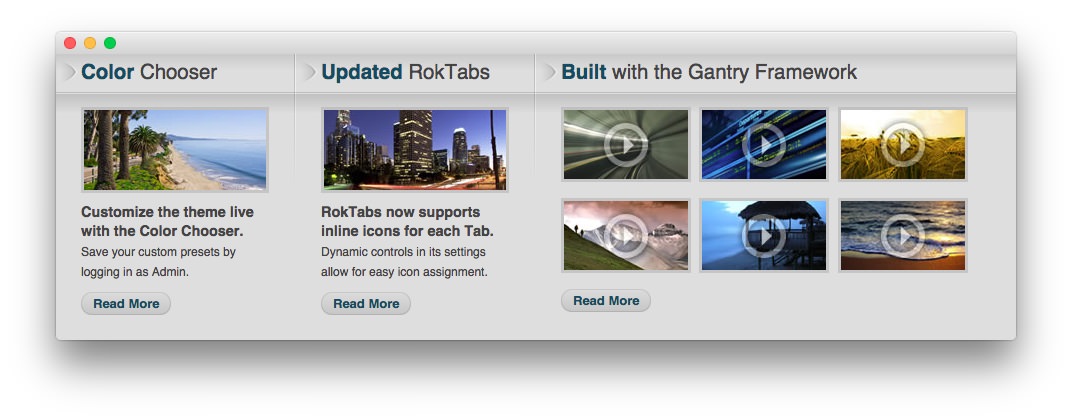 Color Chooser
Customize the theme live
with the Color Chooser.
Save your custom presets by
logging in as Admin.
Read More
Updated RokTabs
RokTabs now supports
inline icons for each Tab.
Dynamic controls in its settings
allow for easy icon assignment.
Read More
Built with the Gantry Framework
Read More